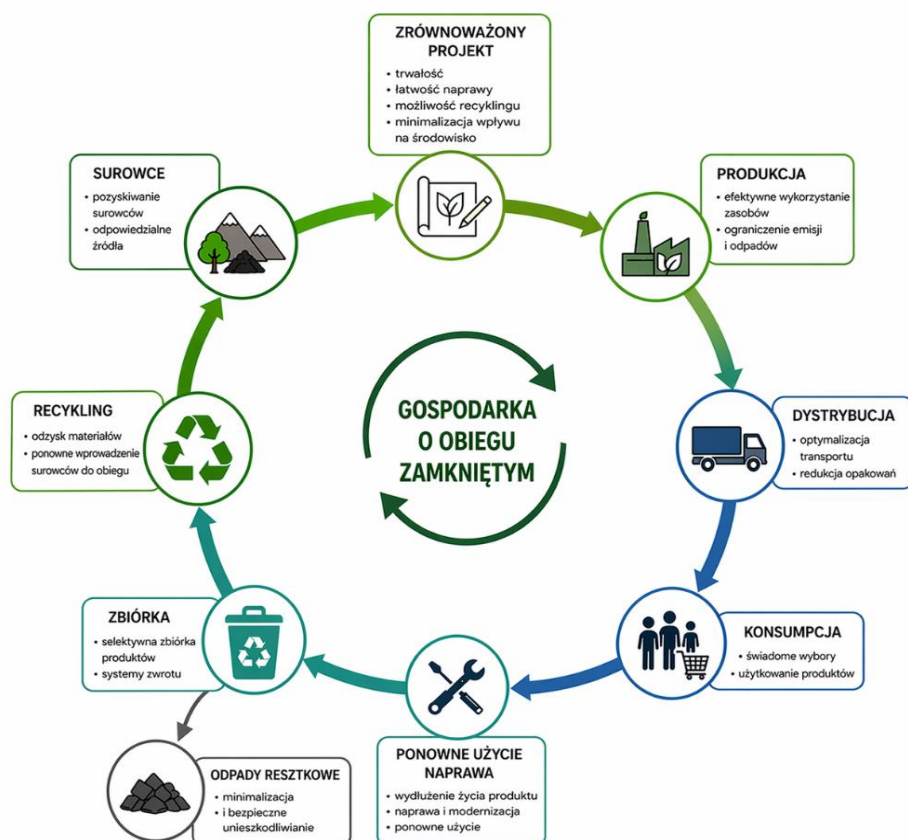 ZRÓWNOWAŻONY
PROJEKT
• trwałość
• łatwość naprawy
• możliwość recyklingu
• minimalizacja wpływu
na środowisko
SUROWCE
• pozyskiwanie
surowców
• odpowiedzialne
źródła
PRODUKCJA
• efektywne wykorzystanie
zasobów
• ograniczenie emisji
i odpadów
RECYKLING
• odzysk materiałów
• ponowne wprowadzenie
surowców do obiegu
GOSPODARKA
O OBIEGU
ZAMKNIĘTYM
DYSTRYBUCJA
• optymalizacja
transportu
• redukcja opakowań
ZBIÓRKA
• selektywna zbiórka
produktów
• systemy zwrotu
KONSUMPCJA
• świadome wybory
• użytkowanie produktów
PONOWNE UŻYCIE
NAPRAWA
• wydłużenie życia produktu
• naprawa i modernizacja
• ponowne użycie
ODPADY RESZTKOWE
• minimalizacja
• i bezpieczne
unieszkodliwianie